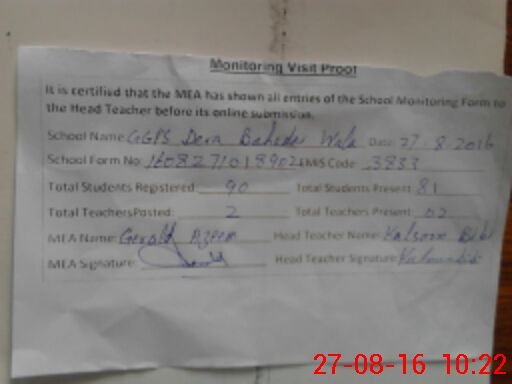 Monitoring Visit Proof
It is certified that the MEA has shown all entries of the School Monitoring Form to
the Head Teacher before its online submission.
School Name: GGPS Dera Bahader Wala Date: 27-8-2016
School Form No: EMIS Code: 3833
Total Students Registered: 90 Total Students Present: 81
Total Teachers Posted: 2 Total Teachers Present: 02
MEA Name: Head Teacher Name: Kalsoom Bibi
MEA Signature: Head Teacher Signature:
27-08-16 10:22